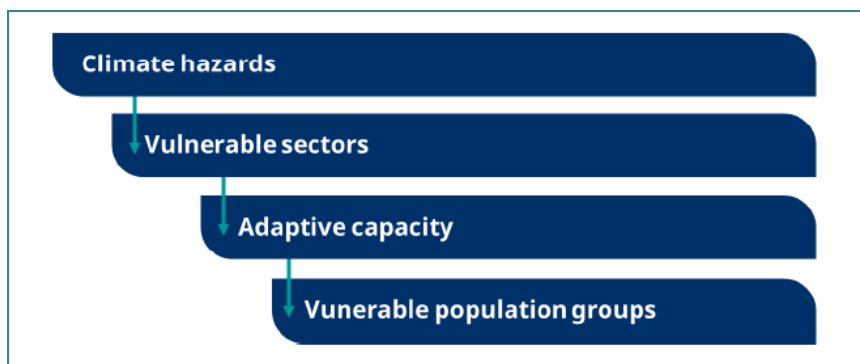 Climate hazards
Vulnerable sectors
Adaptive capacity
Vunerable population groups